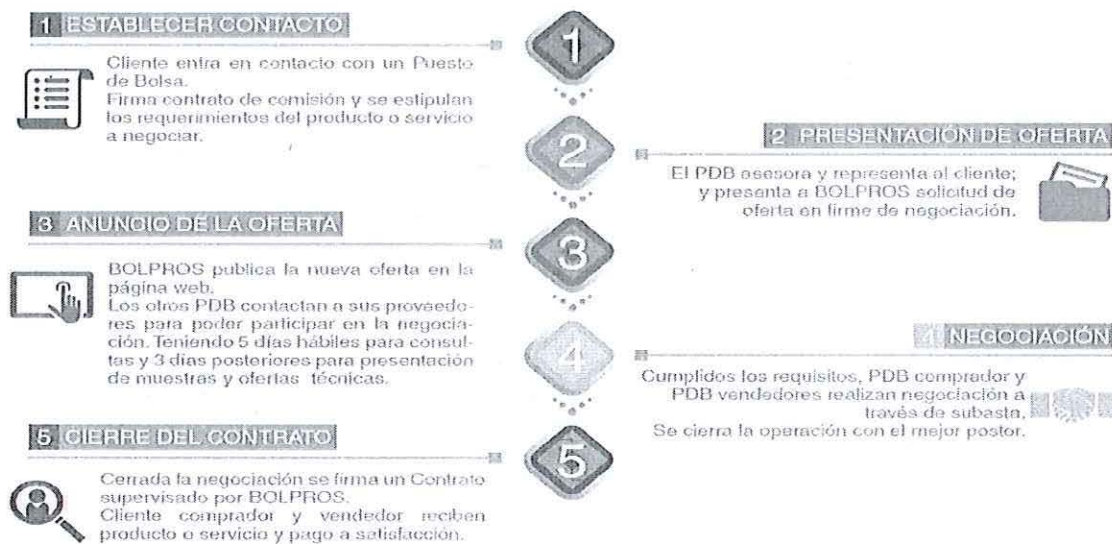 1 ESTABLECER CONTACTO
Cliente entra en contacto con un Puesto
de Bolsa.
Firma contrato de comisión y se estipulan
los requerimientos del producto o servicio
a negociar.
1
2
2 PRESENTACIÓN DE OFERTA
El PDB asesora y representa al cliente;
y presenta a BOLPROS solicitud de
oferta en firme de negociación.
3 ANUNCIO DE LA OFERTA
BOLPROS publica la nueva oferta en la
página web.
Los otros PDB contactan a sus proveedo-
res para poder participar en la negocia-
ción. Teniendo 5 días hábiles para consul-
tas y 3 días posteriores para presentación
de muestras y ofertas técnicas.
3
4
4 NEGOCIACIÓN
Cumplidos los requisitos, PDB comprador y
PDB vendedores realizan negociación a
través de subasta.
Se cierra la operación con el mejor postor.
5 CIERRE DEL CONTRATO
Cerrada la negociación se firma un Contrato
supervisado por BOLPROS.
Cliente comprador y vendedor reciben
producto o servicio y pago a satisfacción.
5